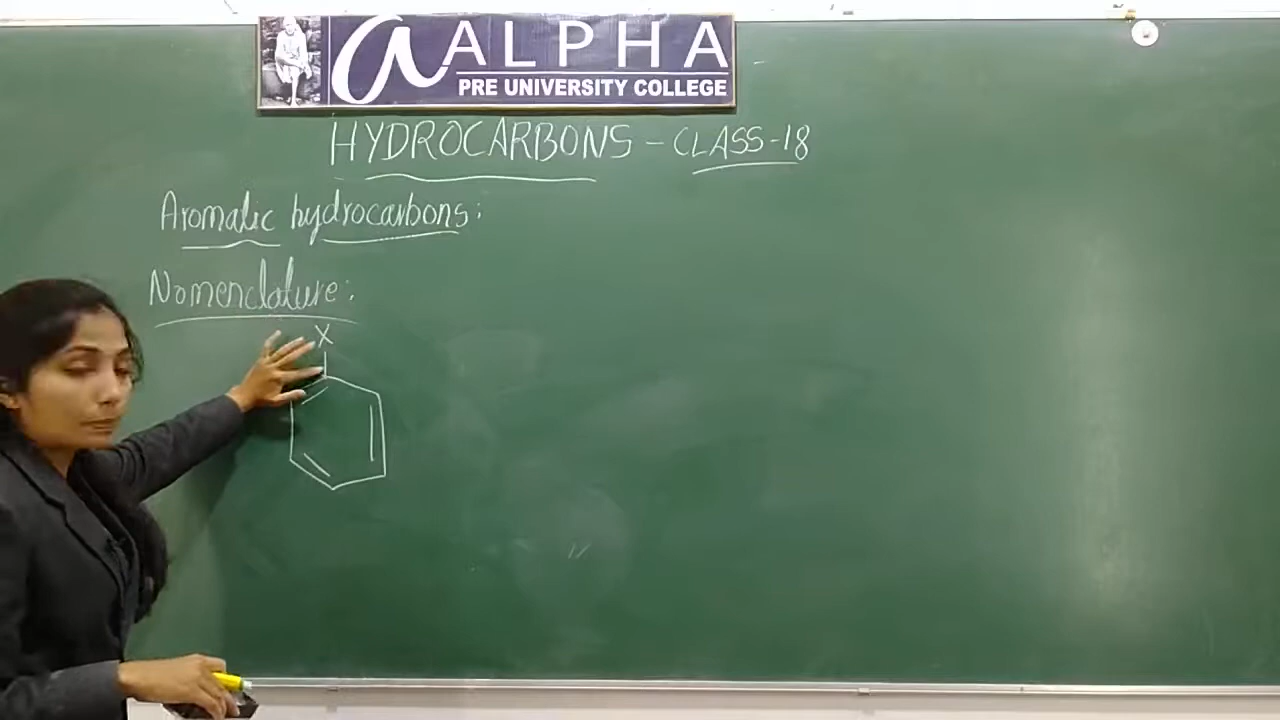 a ALPHA
PRE UNIVERSITY COLLEGE
HYDROCARBONS - CLASS-18
Aromatic hydrocarbons:
Nomenclature:
X